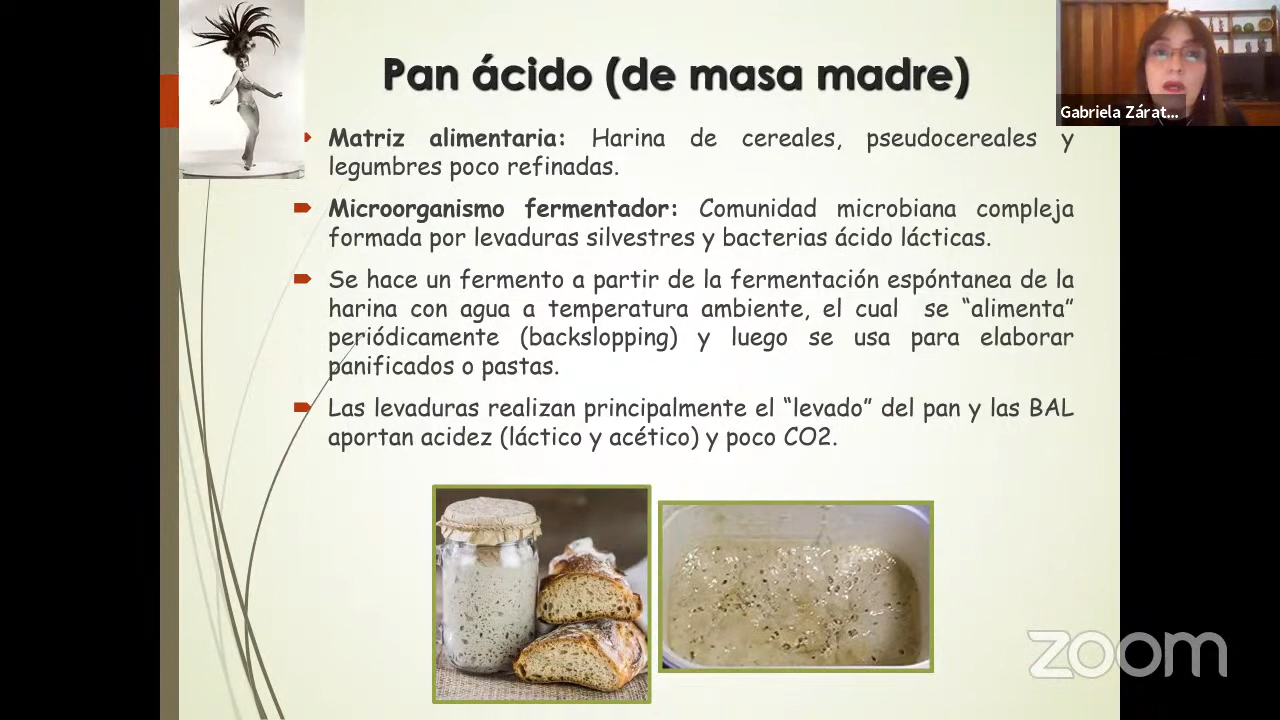 Pan ácido (de masa madre)
Gabriela Zárat...
Matriz alimentaria: Harina de cereales, pseudocereales y
legumbres poco refinadas.
Microorganismo fermentador: Comunidad microbiana compleja
formada por levaduras silvestres y bacterias ácido lácticas.
Se hace un fermento a partir de la fermentación espóntanea de la
harina con agua a temperatura ambiente, el cual se “alimenta”
periódicamente (backslopping) y luego se usa para elaborar
panificados o pastas.
Las levaduras realizan principalmente el “levado” del pan y las BAL
aportan acidez (láctico y acético) y poco CO2.
zoom